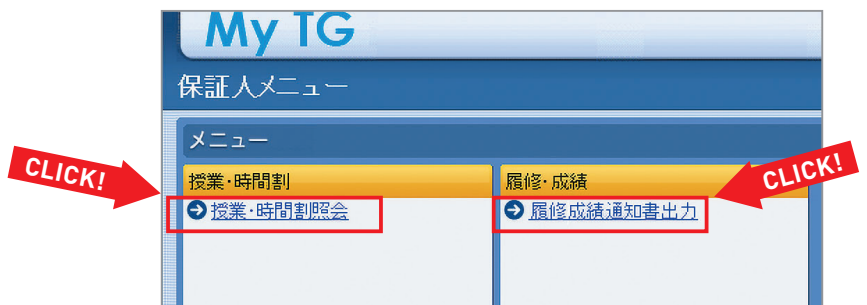 My TG
保証人メニュー
メニュー
CLICK!
授業・時間割
履修・成績
CLICK!
授業・時間割照会
履修成績通知書出力